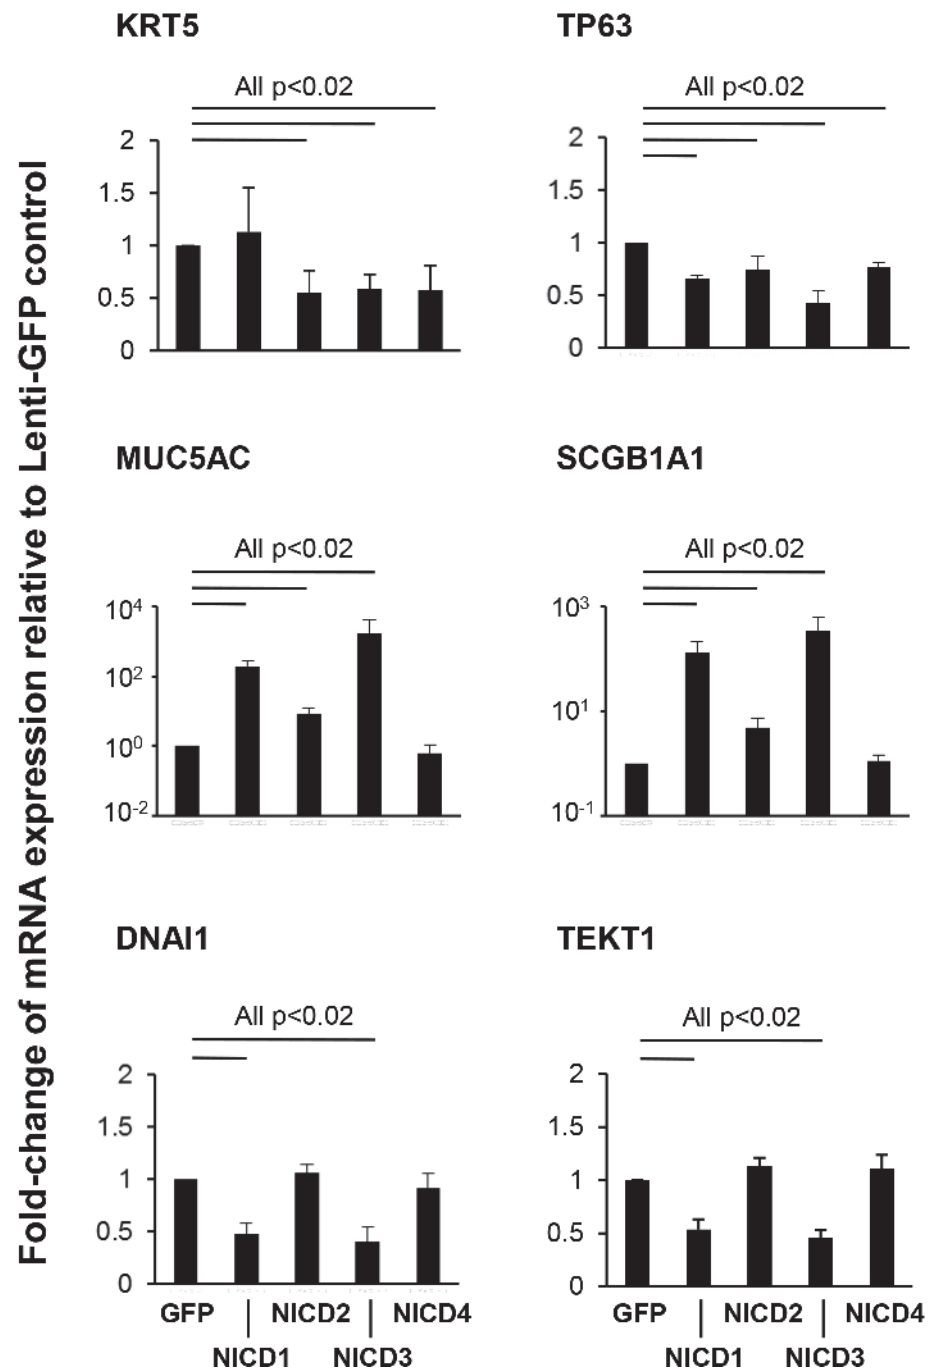 Fold-change of mRNA expression relative to Lenti-GFP control
KRT5
All p<0.02
2
1.5
1
0.5
0
TP63
All p<0.02
2
1.5
1
0.5
0
MUC5AC
All p<0.02
10⁴
10²
10⁰
10⁻²
SCGB1A1
All p<0.02
10³
10¹
10⁻¹
DNAI1
All p<0.02
2
1.5
1
0.5
0
GFP
NICD1
NICD2
NICD3
NICD4
TEKT1
All p<0.02
2
1.5
1
0.5
0
GFP
NICD1
NICD2
NICD3
NICD4